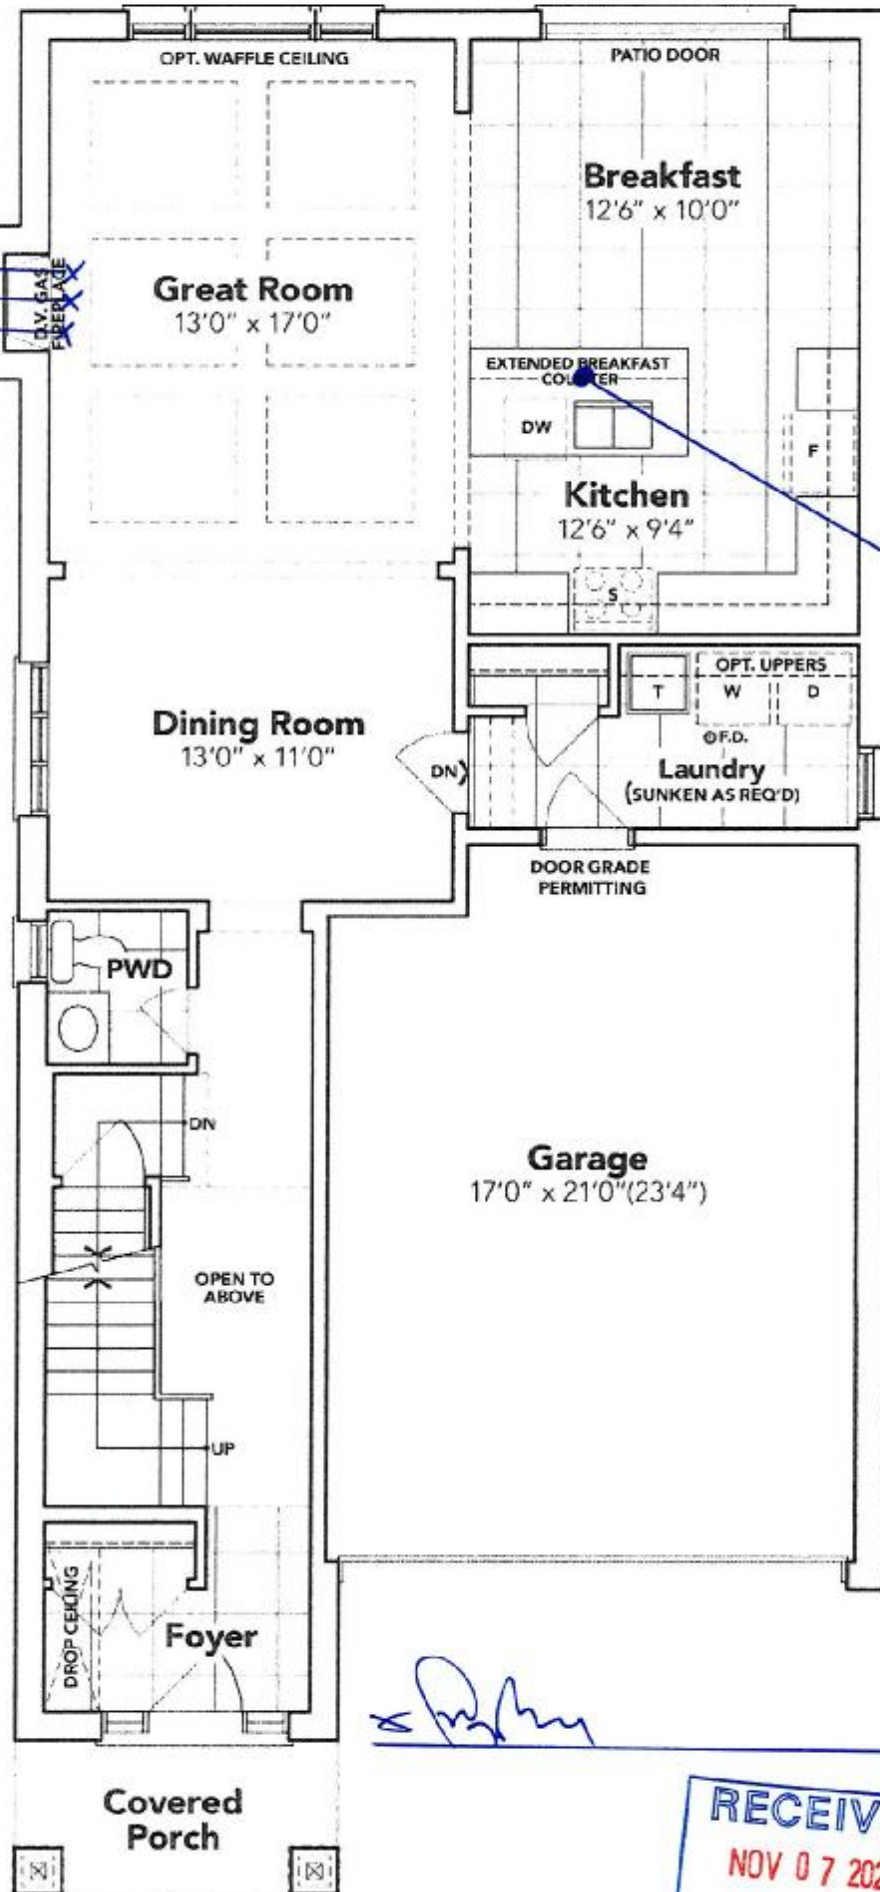 OPT. WAFFLE CEILING
PATIO DOOR
Breakfast
12'6" x 10'0"
D.V. GAS
FIREPLACE
Great Room
13'0" x 17'0"
EXTENDED BREAKFAST
COUNTER
DW
F
Kitchen
12'6" x 9'4"
S
OPT. UPPERS
T
W
D
F.D.
Dining Room
13'0" x 11'0"
DN
Laundry
(SUNKEN AS REQ'D)
DOOR GRADE
PERMITTING
PWD
DN
Garage
17'0" x 21'0"(23'4")
OPEN TO
ABOVE
UP
DROP CEILING
Foyer
Covered
Porch
RECEIV
NOV 07 202